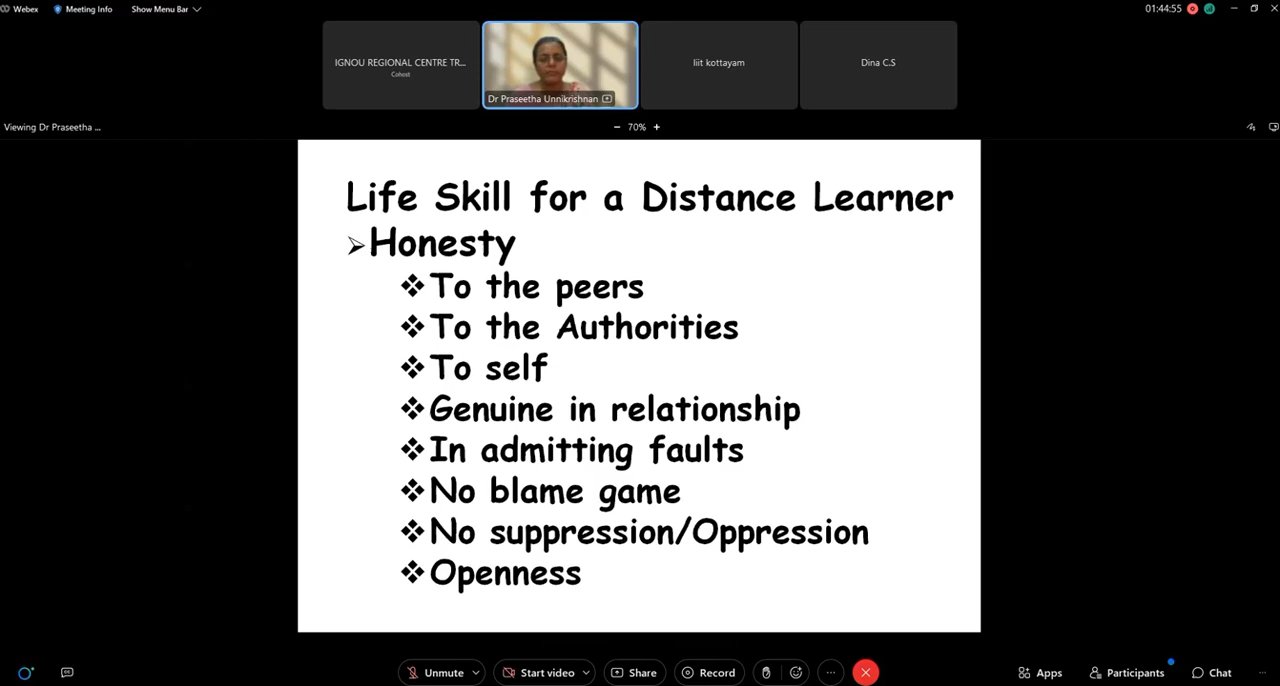 Webex
Meeting Info
Show Menu Bar
01:44:55
IGNOU REGIONAL CENTRE TR...
Cohost
Dr Praseetha Unnikrishnan
liit kottayam
Dina C.S
Viewing Dr Praseetha ...
70%
Life Skill for a Distance Learner
Honesty
To the peers
To the Authorities
To self
Genuine in relationship
In admitting faults
No blame game
No suppression/Oppression
Openness
Unmute
Start video
Share
Record
Apps
Participants
Chat